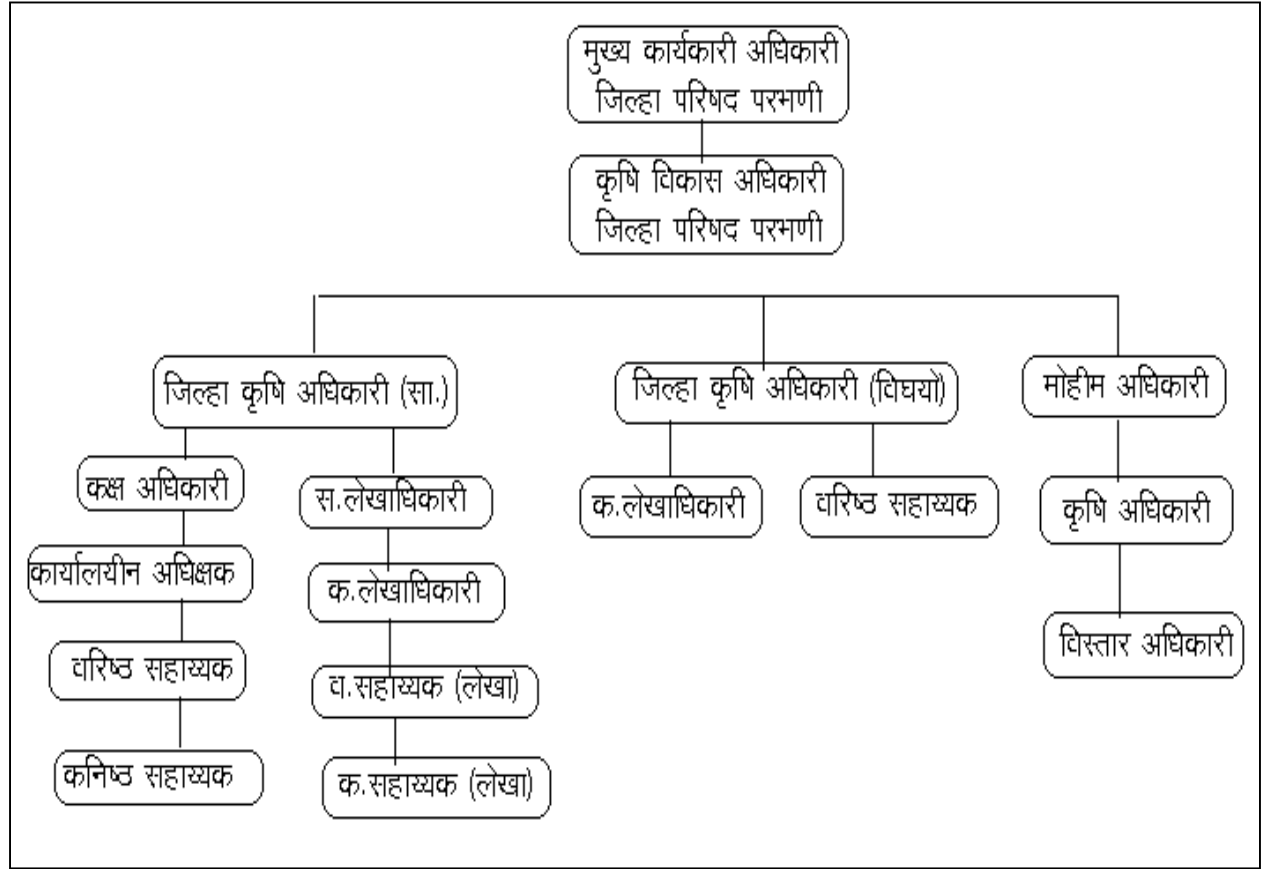 मुख्य कार्यकारी अधिकारी
जिल्हा परिषद परभणी
कृषि विकास अधिकारी
जिल्हा परिषद परभणी
जिल्हा कृषि अधिकारी (सा.)
जिल्हा कृषि अधिकारी (विघयो)
मोहीम अधिकारी
कक्ष अधिकारी
स.लेखाधिकारी
क.लेखाधिकारी
वरिष्ठ सहाय्यक
कृषि अधिकारी
कार्यालयीन अधिक्षक
क.लेखाधिकारी
विस्तार अधिकारी
वरिष्ठ सहाय्यक
व.सहाय्यक (लेखा)
कनिष्ठ सहाय्यक
क.सहाय्यक (लेखा)